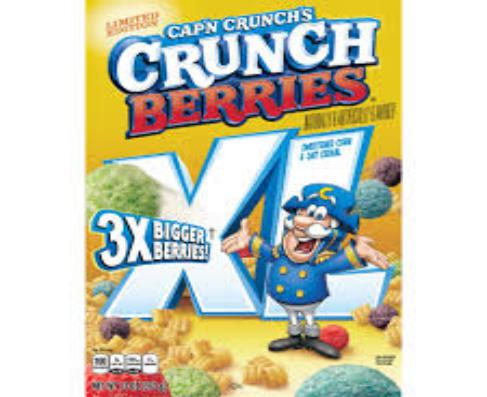 LIMITED
EDITION
CAP'N CRUNCH'S
CRUNCH
BERRIES
SWEETENED CORN
& OAT CEREAL
XL
3X BIGGER
BERRIES!